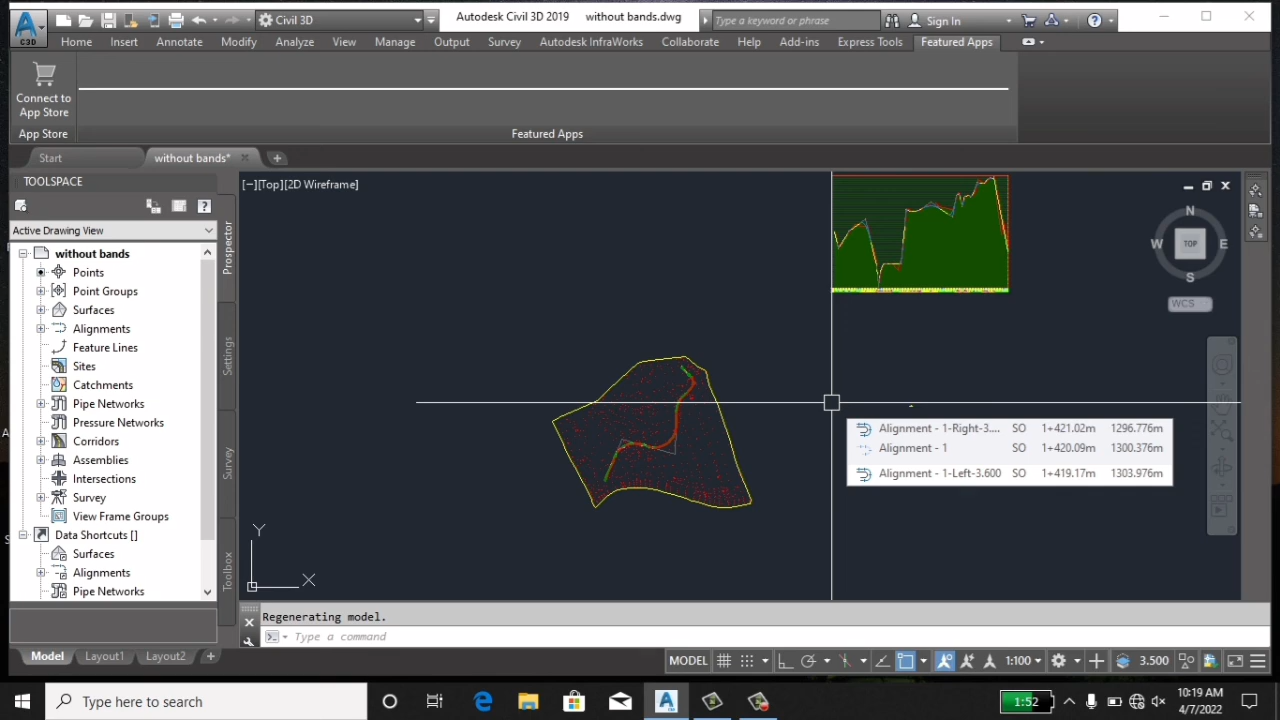 C3D
Civil 3D
Autodesk Civil 3D 2019 without bands.dwg
Type a keyword or phrase
Sign In
Home Insert Annotate Modify Analyze View Manage Output Survey Autodesk InfraWorks Collaborate Help Add-ins Express Tools Featured Apps
Connect to
App Store
App Store
Featured Apps
Start
without bands*
TOOLSPACE
[−][Top][2D Wireframe]
Active Drawing View
without bands
Points
Point Groups
Surfaces
Alignments
Feature Lines
Sites
Catchments
Pipe Networks
Pressure Networks
Corridors
Assemblies
Intersections
Survey
View Frame Groups
Data Shortcuts []
Surfaces
Alignments
Pipe Networks
Prospector
Settings
Survey
Toolbox
N
W TOP E
S
WCS
Alignment - 1-Right-3.... SO 1+421.02m 1296.776m
Alignment - 1 SO 1+420.09m 1300.376m
Alignment - 1-Left-3.600 SO 1+419.17m 1303.976m
Y
X
Regenerating model.
Type a command
Model Layout1 Layout2
MODEL 1:100 3.500
Type here to search
1:52
10:19 AM
4/7/2022